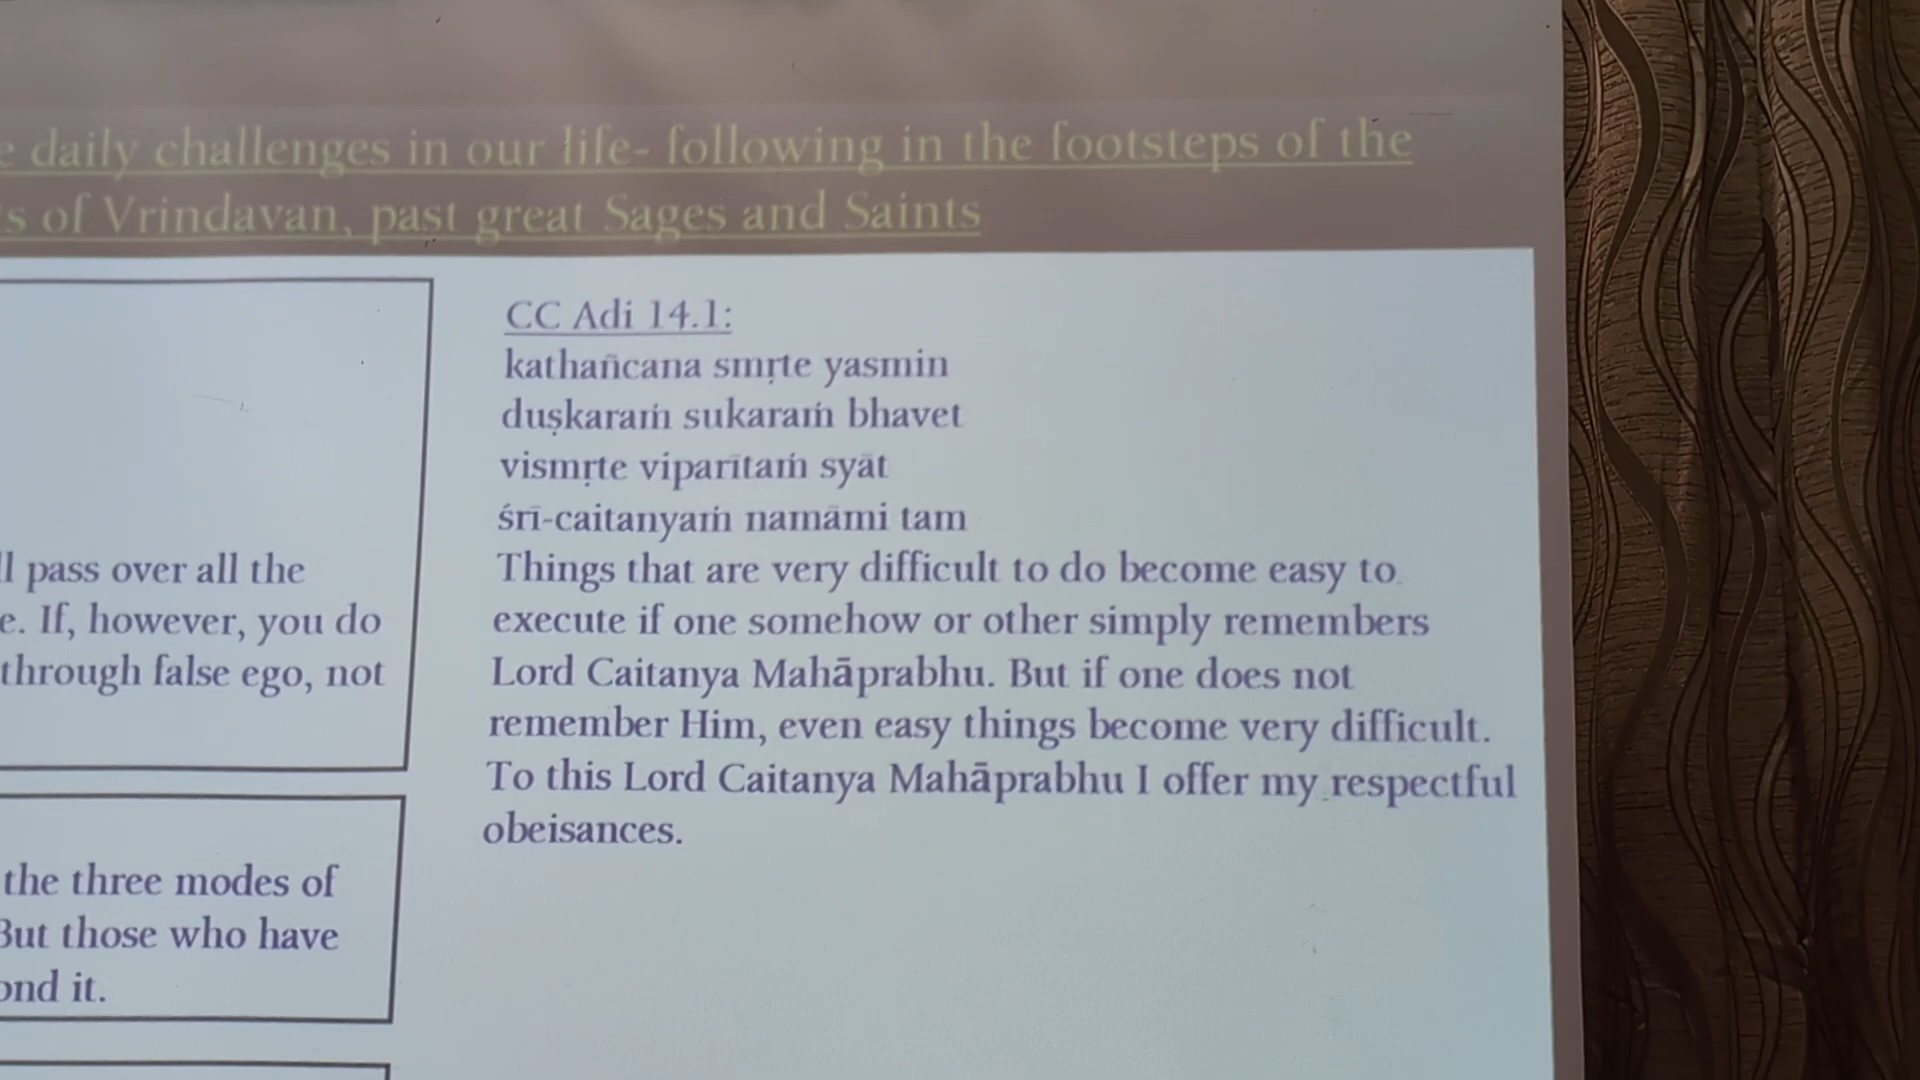 daily challenges in our life- following in the footsteps of the
of Vrindavan, past great Sages and Saints
pass over all the
If, however, you do
through false ego, not
the three modes of
But those who have
it.
CC Adi 14.1:
kathañcana smṛte yasmin
duṣkaraṁ sukaraṁ bhavet
vismṛte viparītaṁ syāt
śrī-caitanyaṁ namāmi tam
Things that are very difficult to do become easy to
execute if one somehow or other simply remembers
Lord Caitanya Mahāprabhu. But if one does not
remember Him, even easy things become very difficult.
To this Lord Caitanya Mahāprabhu I offer my respectful
obeisances.